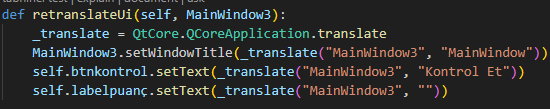 def retranslateUi(self, MainWindow3):
_translate = QtCore.QCoreApplication.translate
MainWindow3.setWindowTitle(_translate("MainWindow3", "MainWindow"))
self.btnkontrol.setText(_translate("MainWindow3", "Kontrol Et"))
self.labelpuanç.setText(_translate("MainWindow3", ""))